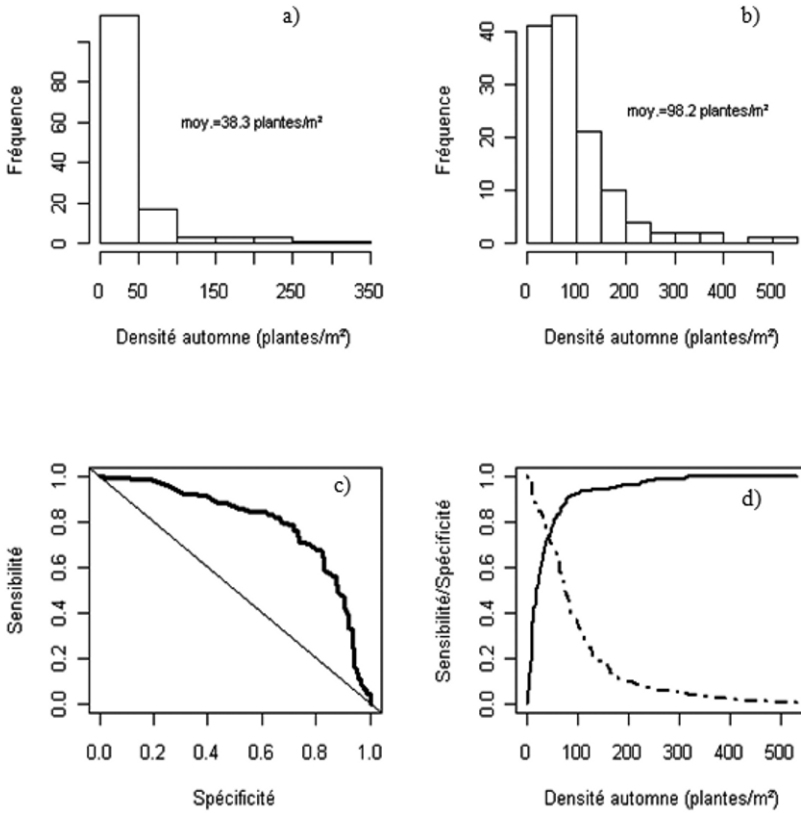 a)
Fréquence
0 20 40 60 80
moy.=38.3 plantes/m²
0 50 150 250 350
Densité automne (plantes/m²)
b)
Fréquence
0 10 20 30 40
moy.=98.2 plantes/m²
0 100 200 300 400 500
Densité automne (plantes/m²)
c)
Sensibilité
0.0 0.2 0.4 0.6 0.8 1.0
0.0 0.2 0.4 0.6 0.8 1.0
Spécificité
d)
Sensibilité/Spécificité
0.0 0.2 0.4 0.6 0.8 1.0
0 100 200 300 400 500
Densité automne (plantes/m²)